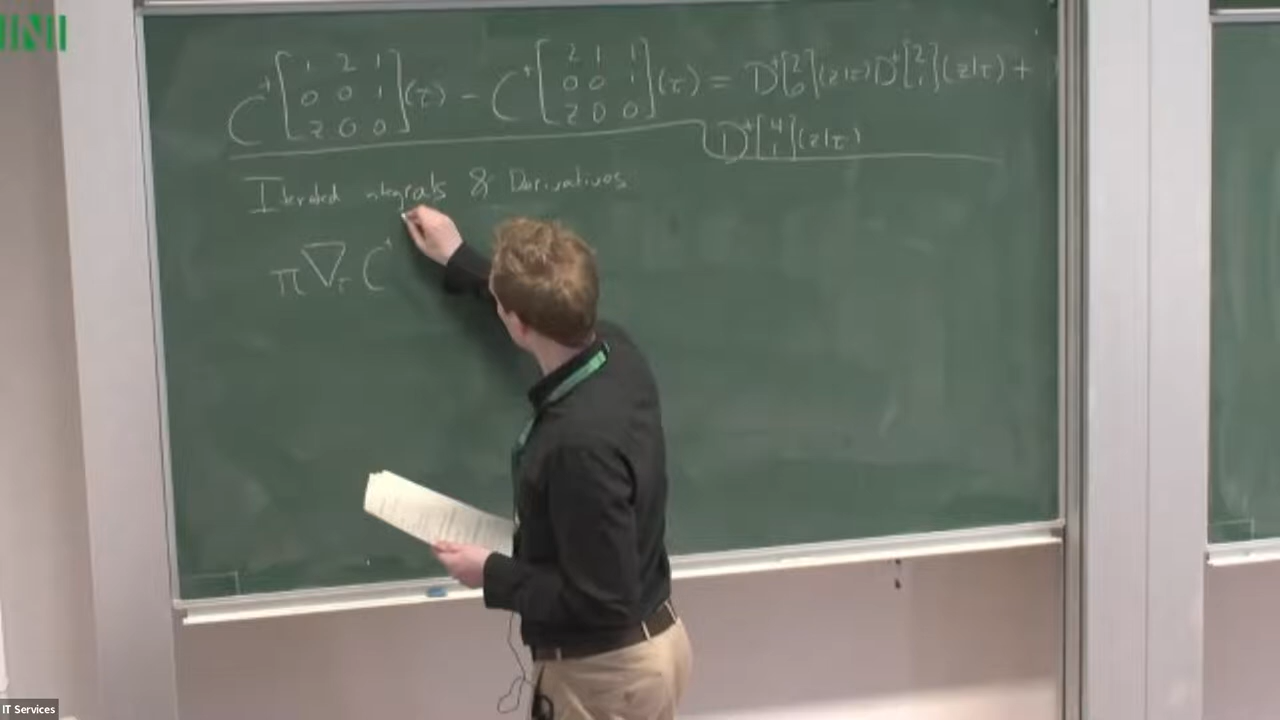 INI
C⁺[1 2 1; 0 0 1; 2 0 0](τ) − C⁺[2 1 1; 0 0 1; 2 0 0](τ) = D⁺[2; 0](z|τ) D⁺[2; 1](z|τ) +
D⁺[4; 1](z|τ)
Iterated integrals & Derivatives
π∇τ C⁺
IT Services